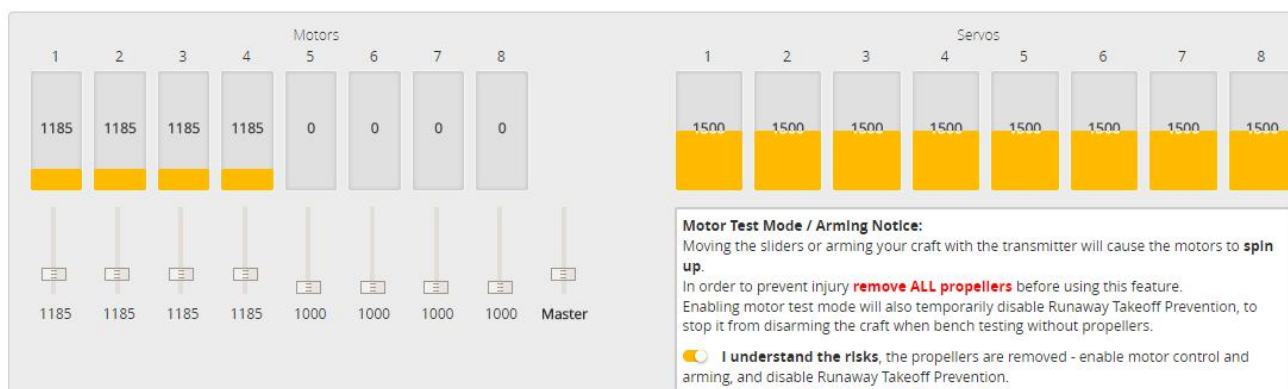 Motors
1 2 3 4 5 6 7 8
1185 1185 1185 1185 0 0 0 0
1185 1185 1185 1185 1000 1000 1000 1000 Master
Servos
1 2 3 4 5 6 7 8
1500 1500 1500 1500 1500 1500 1500 1500
Motor Test Mode / Arming Notice:
Moving the sliders or arming your craft with the transmitter will cause the motors to spin
up.
In order to prevent injury remove ALL propellers before using this feature.
Enabling motor test mode will also temporarily disable Runaway Takeoff Prevention, to
stop it from disarming the craft when bench testing without propellers.
I understand the risks, the propellers are removed - enable motor control and
arming, and disable Runaway Takeoff Prevention.